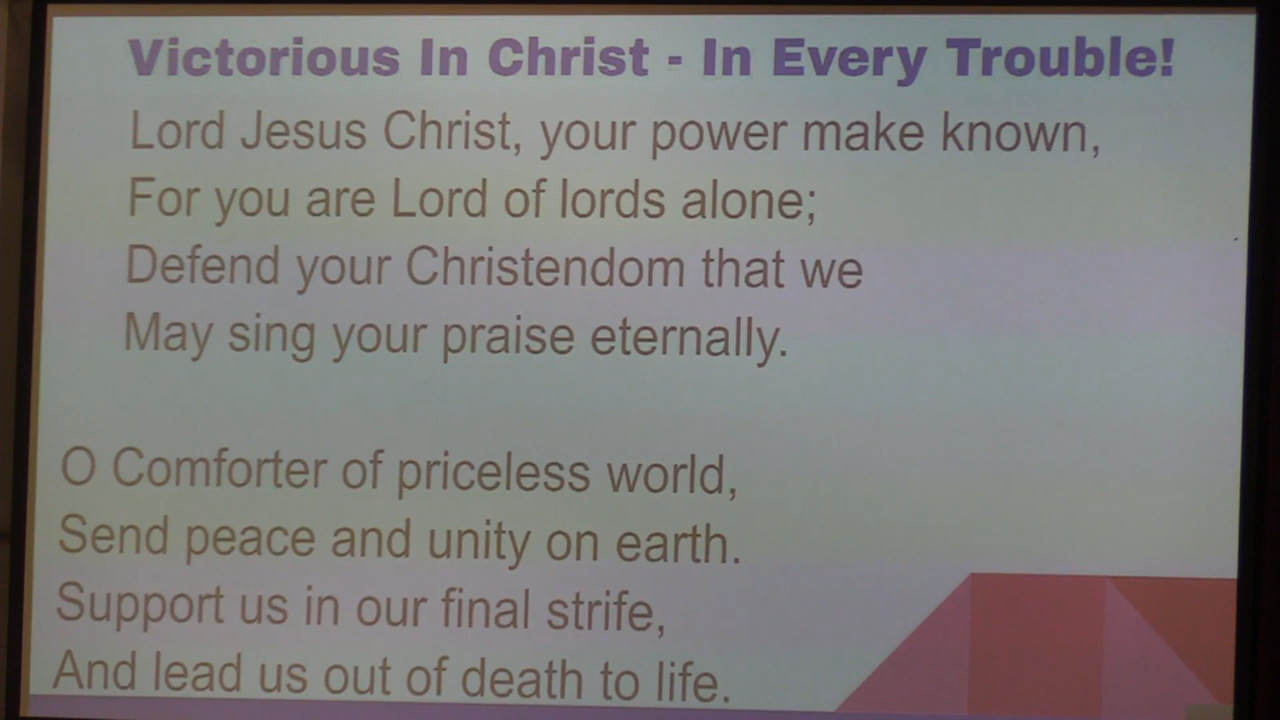 Victorious In Christ - In Every Trouble!
Lord Jesus Christ, your power make known,
For you are Lord of lords alone;
Defend your Christendom that we
May sing your praise eternally.
O Comforter of priceless world,
Send peace and unity on earth.
Support us in our final strife,
And lead us out of death to life.